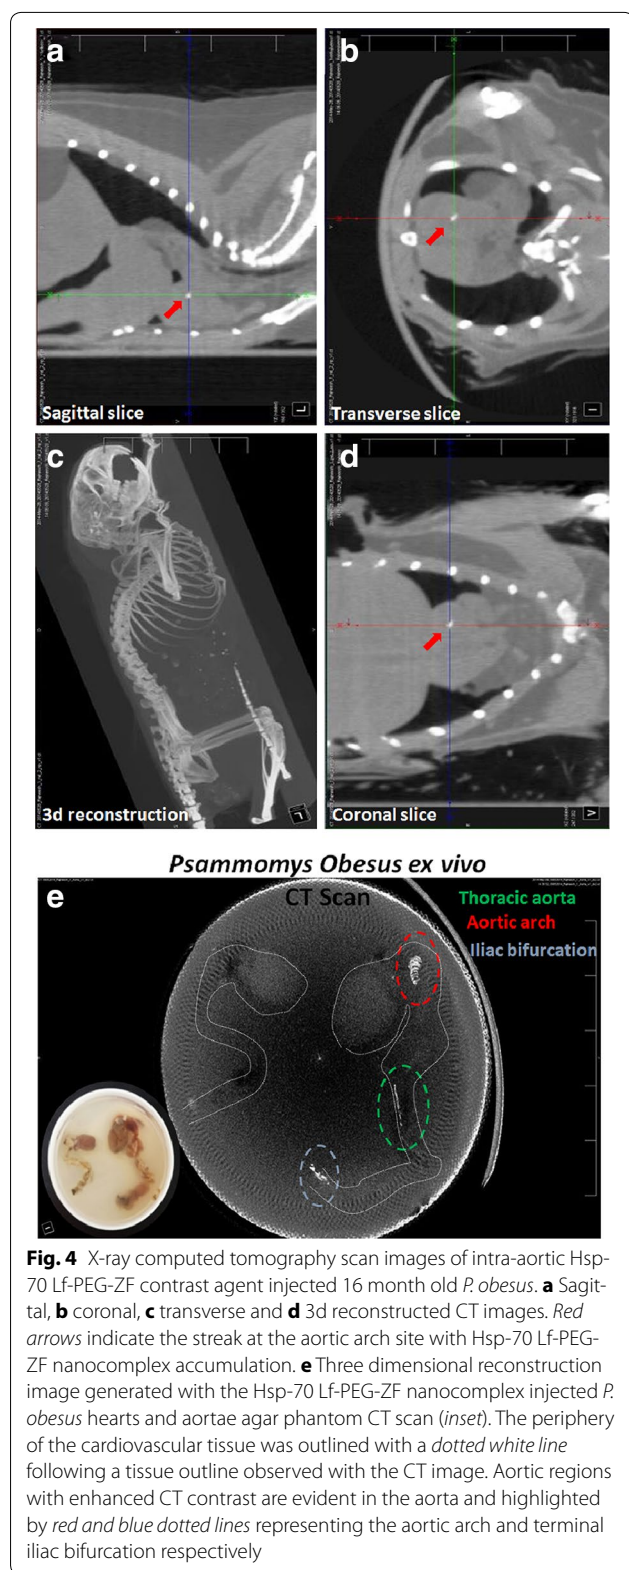 a
b
Sagittal slice
L
Transverse slice
I
c
d
3d reconstruction
L
Coronal slice
V
Psammomys Obesus ex vivo
CT Scan
e
Thoracic aorta
Aortic arch
Iliac bifurcation
I
Fig. 4 X-ray computed tomography scan images of intra-aortic Hsp-
70 Lf-PEG-ZF contrast agent injected 16 month old P. obesus. a Sagit-
tal, b coronal, c transverse and d 3d reconstructed CT images. Red
arrows indicate the streak at the aortic arch site with Hsp-70 Lf-PEG-
ZF nanocomplex accumulation. e Three dimensional reconstruction
image generated with the Hsp-70 Lf-PEG-ZF nanocomplex injected P.
obesus hearts and aortae agar phantom CT scan (inset). The periphery
of the cardiovascular tissue was outlined with a dotted white line
following a tissue outline observed with the CT image. Aortic regions
with enhanced CT contrast are evident in the aorta and highlighted
by red and blue dotted lines representing the aortic arch and terminal
iliac bifurcation respectively